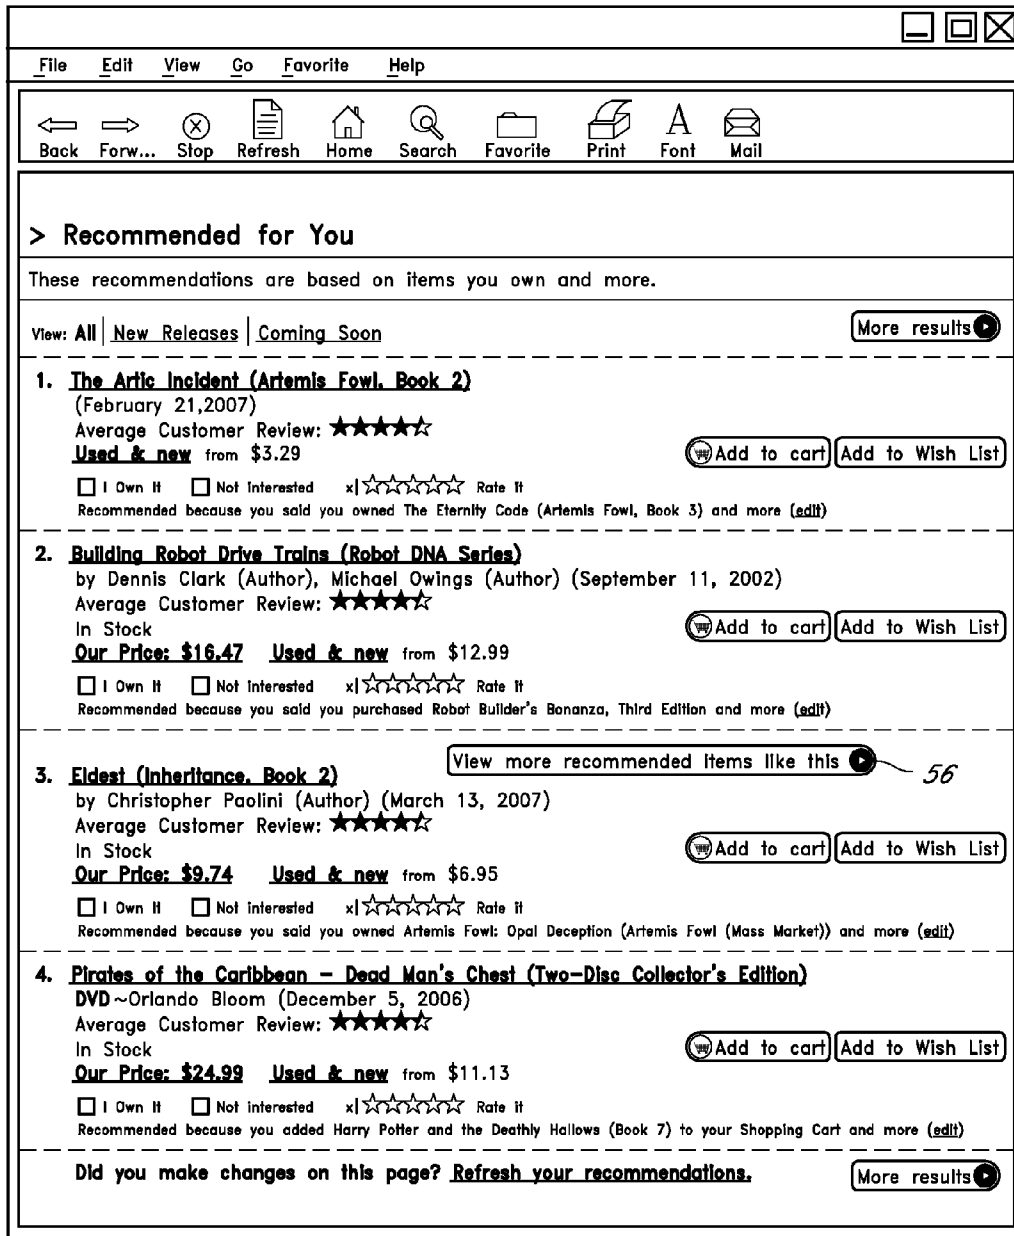 File Edit View Go Favorite Help
Back Forw... Stop Refresh Home Search Favorite Print Font Mail
> Recommended for You
These recommendations are based on items you own and more.
View: All | New Releases | Coming Soon More results
1. The Artic Incident (Artemis Fowl, Book 2)
(February 21,2007)
Average Customer Review:
Used & new from $3.29 Add to cart Add to Wish List
I Own It Not Interested x| Rate It
Recommended because you said you owned The Eternity Code (Artemis Fowl, Book 3) and more (edit)
2. Building Robot Drive Trains (Robot DNA Series)
by Dennis Clark (Author), Michael Owings (Author) (September 11, 2002)
Average Customer Review:
In Stock Add to cart Add to Wish List
Our Price: $16.47 Used & new from $12.99
I Own It Not interested x| Rate it
Recommended because you said you purchased Robot Builder's Bonanza, Third Edition and more (edit)
View more recommended items like this 56
3. Eldest (Inheritance, Book 2)
by Christopher Paolini (Author) (March 13, 2007)
Average Customer Review:
In Stock Add to cart Add to Wish List
Our Price: $9.74 Used & new from $6.95
I Own It Not interested x| Rate it
Recommended because you said you owned Artemis Fowl: Opal Deception (Artemis Fowl (Mass Market)) and more (edit)
4. Pirates of the Caribbean – Dead Man's Chest (Two–Disc Collector's Edition)
DVD ~Orlando Bloom (December 5, 2006)
Average Customer Review:
In Stock Add to cart Add to Wish List
Our Price: $24.99 Used & new from $11.13
I Own It Not interested x| Rate it
Recommended because you added Harry Potter and the Deathly Hallows (Book 7) to your Shopping Cart and more (edit)
Did you make changes on this page? Refresh your recommendations. More results